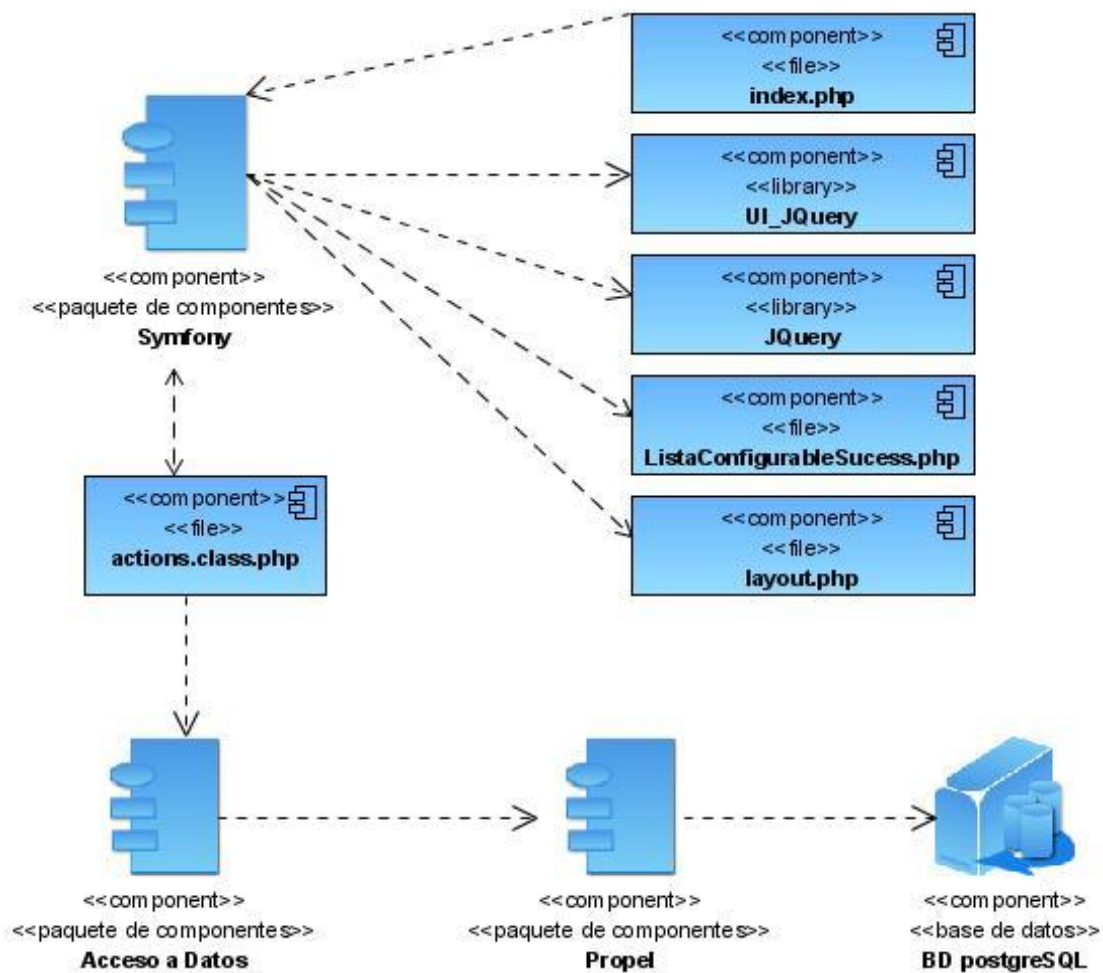 <<component>>
<<file>>
index.php
<<component>>
<<library>>
UI_JQuery
<<component>>
<<paquete de componentes>>
Symfony
<<component>>
<<library>>
JQuery
<<component>>
<<file>>
ListaConfigurableSucess.php
<<component>>
<<file>>
actions.class.php
<<component>>
<<file>>
layout.php
<<component>>
<<paquete de componentes>>
Acceso a Datos
<<component>>
<<paquete de componentes>>
Propel
<<component>>
<<base de datos>>
BD postgreSQL